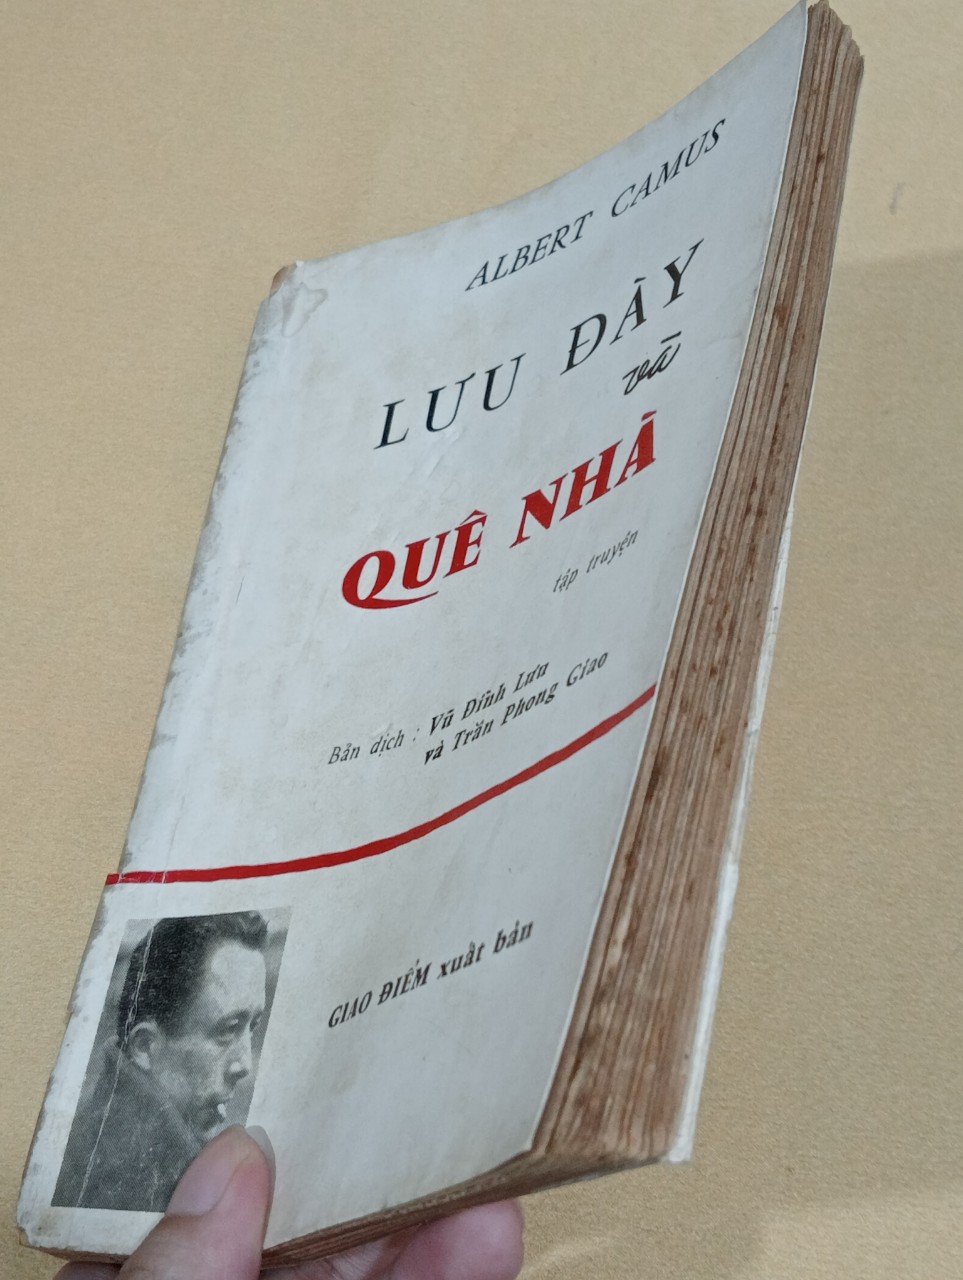 ALBERT CAMUS
LƯU ĐÀY
và
QUÊ NHÀ
tập truyện
Bản dịch : Vũ Đình Lưu
và Trần Phong Giao
GIAO ĐIỂM xuất bản